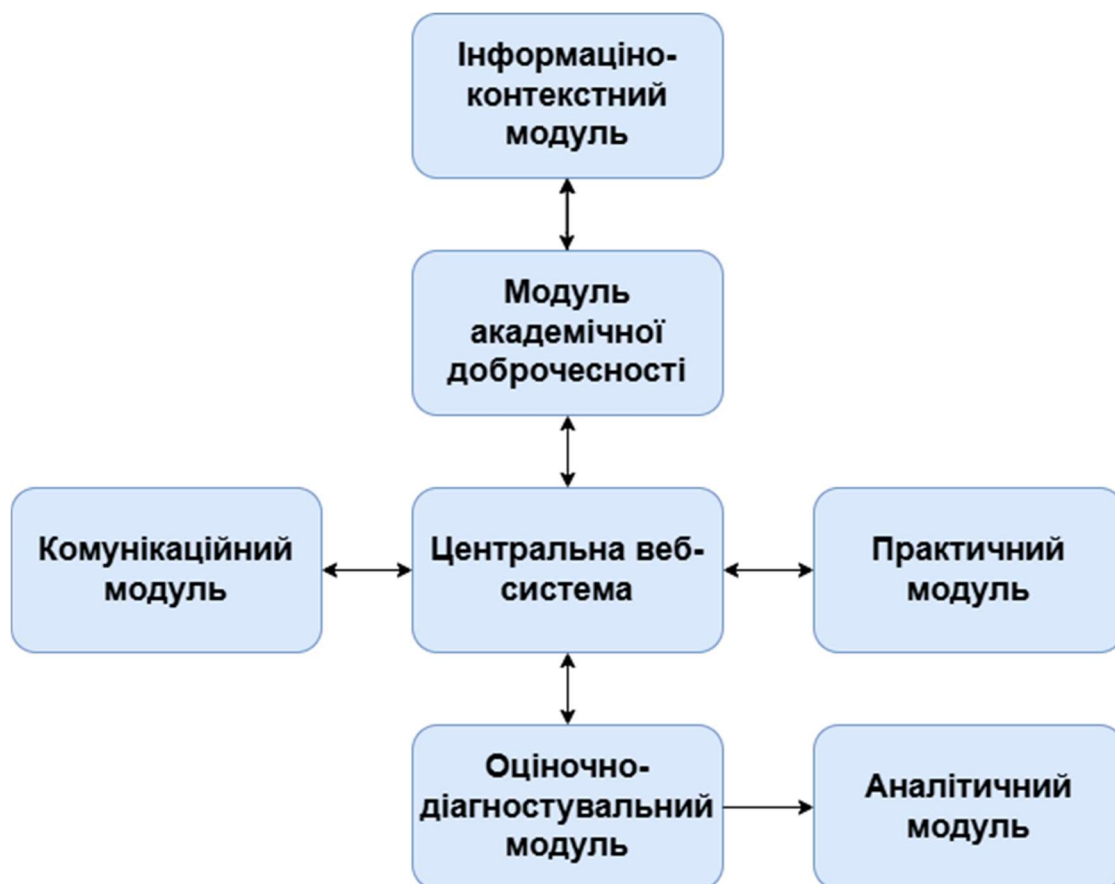 Інформаціно-
контекстний
модуль
Модуль
академічної
доброчесності
Комунікаційний
модуль
Центральна веб-
система
Практичний
модуль
Оціночно-
діагностувальний
модуль
Аналітичний
модуль